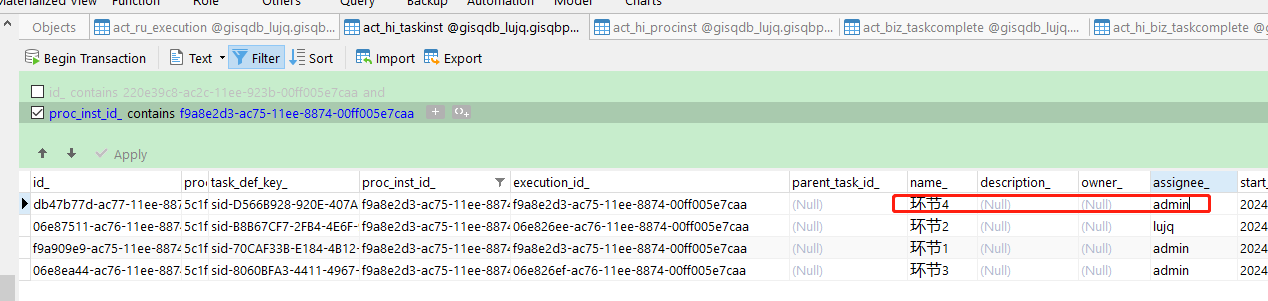 Materialized View Function Role Others Query Backup Automation Model Charts
Objects act_ru_execution @gisqdb_lujq.gisqb... act_hi_taskinst @gisqdb_lujq.gisqbp... act_hi_procinst @gisqdb_lujq.gisqbp... act_biz_taskcomplete @gisqdb_lujq.... act_hi_biz_taskcomplete @g
Begin Transaction Text Filter Sort Import Export
id_ contains 220e39c8-ac2c-11ee-923b-00ff005e7caa and
proc_inst_id_ contains f9a8e2d3-ac75-11ee-8874-00ff005e7caa
Apply
id_ proc task_def_key_ proc_inst_id_ execution_id_ parent_task_id_ name_ description_ owner_ assignee_ start_
db47b77d-ac77-11ee-887 5c1f sid-D566B928-920E-407A f9a8e2d3-ac75-11ee-8874 f9a8e2d3-ac75-11ee-8874-00ff005e7caa (Null) 环节4 (Null) (Null) admin 2024
06e87511-ac76-11ee-8874 5c1f sid-B8B67CF7-2FB4-4E6F- f9a8e2d3-ac75-11ee-8874 06e826ee-ac76-11ee-8874-00ff005e7caa (Null) 环节2 (Null) (Null) lujq 2024
f9a909e9-ac75-11ee-8874 5c1f sid-70CAF33B-E184-4B12- f9a8e2d3-ac75-11ee-8874 f9a8e2d3-ac75-11ee-8874-00ff005e7caa (Null) 环节1 (Null) (Null) admin 2024
06e8ea44-ac76-11ee-8874 5c1f sid-8060BFA3-4411-4967- f9a8e2d3-ac75-11ee-8874 06e826ef-ac76-11ee-8874-00ff005e7caa (Null) 环节3 (Null) (Null) admin 2024